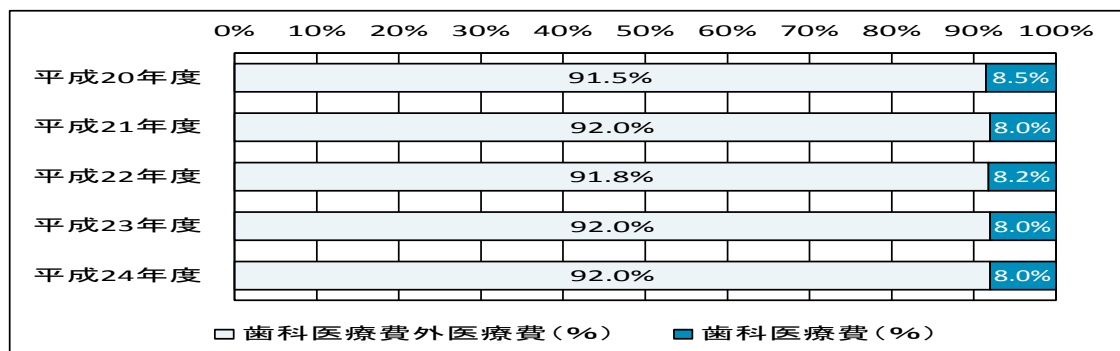 0% 10% 20% 30% 40% 50% 60% 70% 80% 90% 100%
平成20年度 91.5% 8.5%
平成21年度 92.0% 8.0%
平成22年度 91.8% 8.2%
平成23年度 92.0% 8.0%
平成24年度 92.0% 8.0%
歯科医療費外医療費(%) 歯科医療費(%)